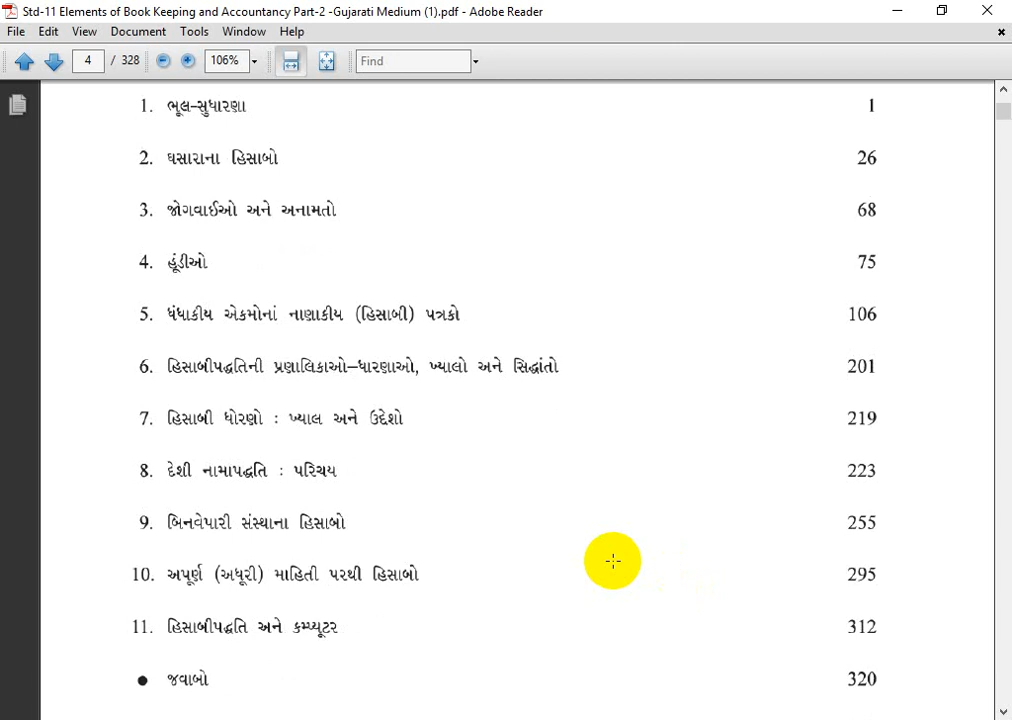 Std-11 Elements of Book Keeping and Accountancy Part-2 -Gujarati Medium (1).pdf - Adobe Reader
File Edit View Document Tools Window Help
4 / 328 106% Find
1. ભૂલ-સુધારણા 1
2. ઘસારાના હિસાબો 26
3. જોગવાઈઓ અને અનામતો 68
4. હૂંડીઓ 75
5. ધંધાકીય એકમોનાં નાણાકીય (હિસાબી) પત્રકો 106
6. હિસાબીપદ્ધતિની પ્રણાલિકાઓ–ધારણાઓ, ખ્યાલો અને સિદ્ધાંતો 201
7. હિસાબી ધોરણો : ખ્યાલ અને ઉદ્દેશો 219
8. દેશી નામાપદ્ધતિ : પરિચય 223
9. બિનવેપારી સંસ્થાના હિસાબો 255
10. અપૂર્ણ (અધૂરી) માહિતી પરથી હિસાબો 295
11. હિસાબીપદ્ધતિ અને કમ્પ્યૂટર 312
● જવાબો 320